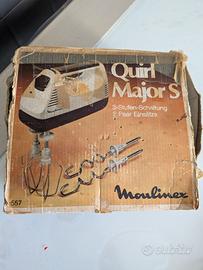 Quirl
Major S
3-Stufen-Schaltung
2 Paar Einsätze
Moulinex
557
subito